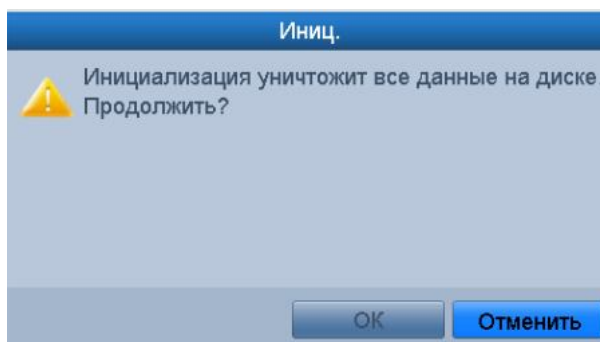 Иниц.
Инициализация уничтожит все данные на диске
Продолжить?
OK
Отменить